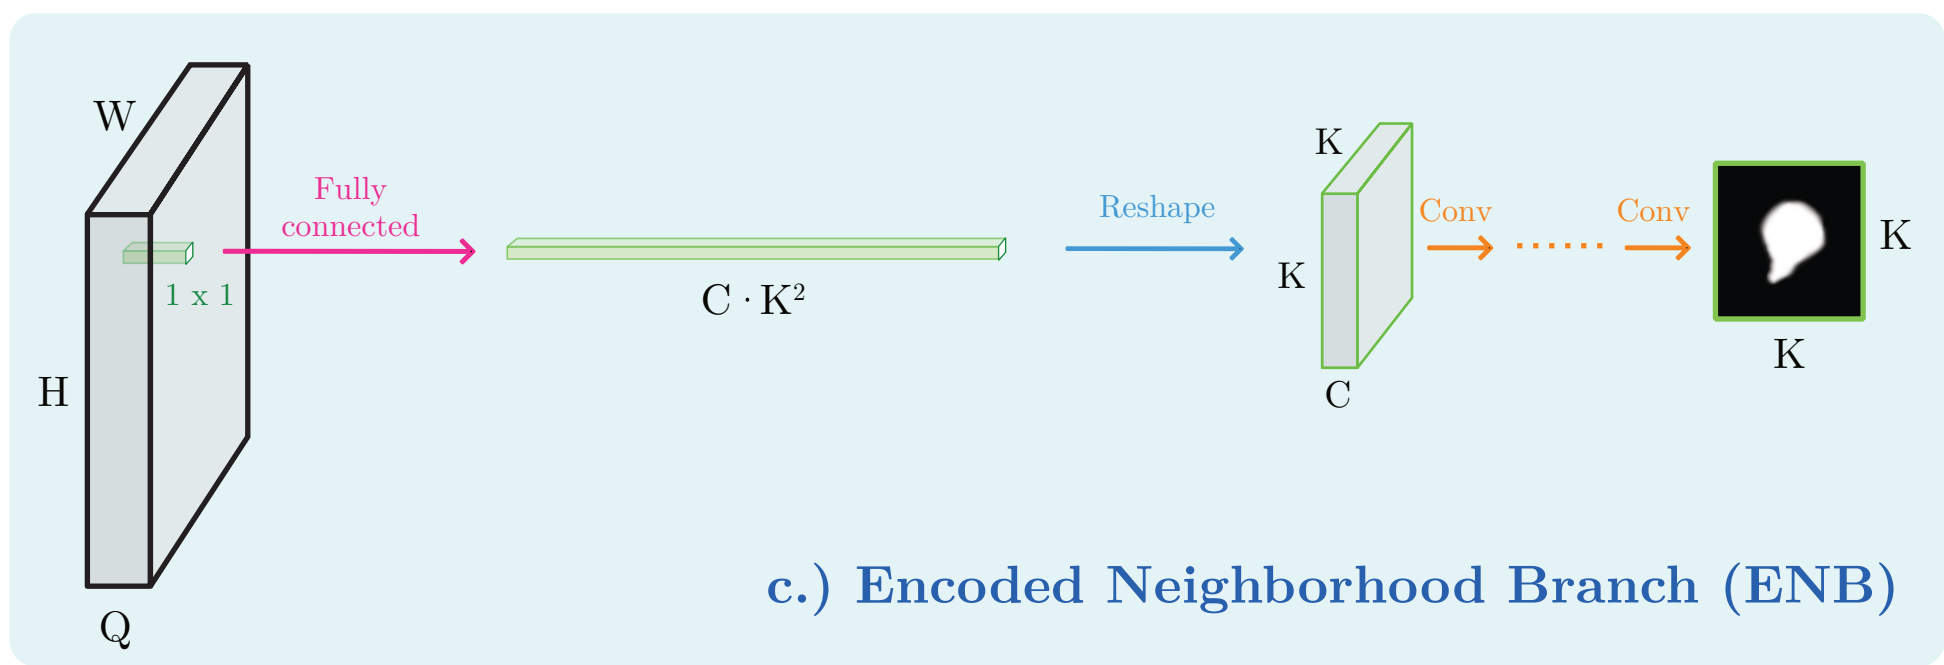 W
H
Q
1 x 1
Fully
connected
C · K²
Reshape
K
K
C
Conv
Conv
K
K
c.) Encoded Neighborhood Branch (ENB)